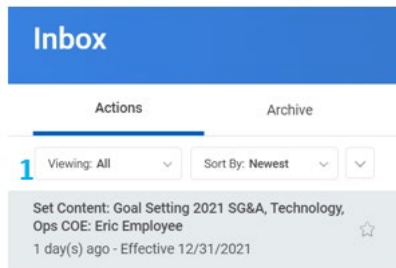 Inbox
Actions Archive
1 Viewing: All Sort By: Newest
Set Content: Goal Setting 2021 SG&A, Technology,
Ops COE: Eric Employee
1 day(s) ago - Effective 12/31/2021